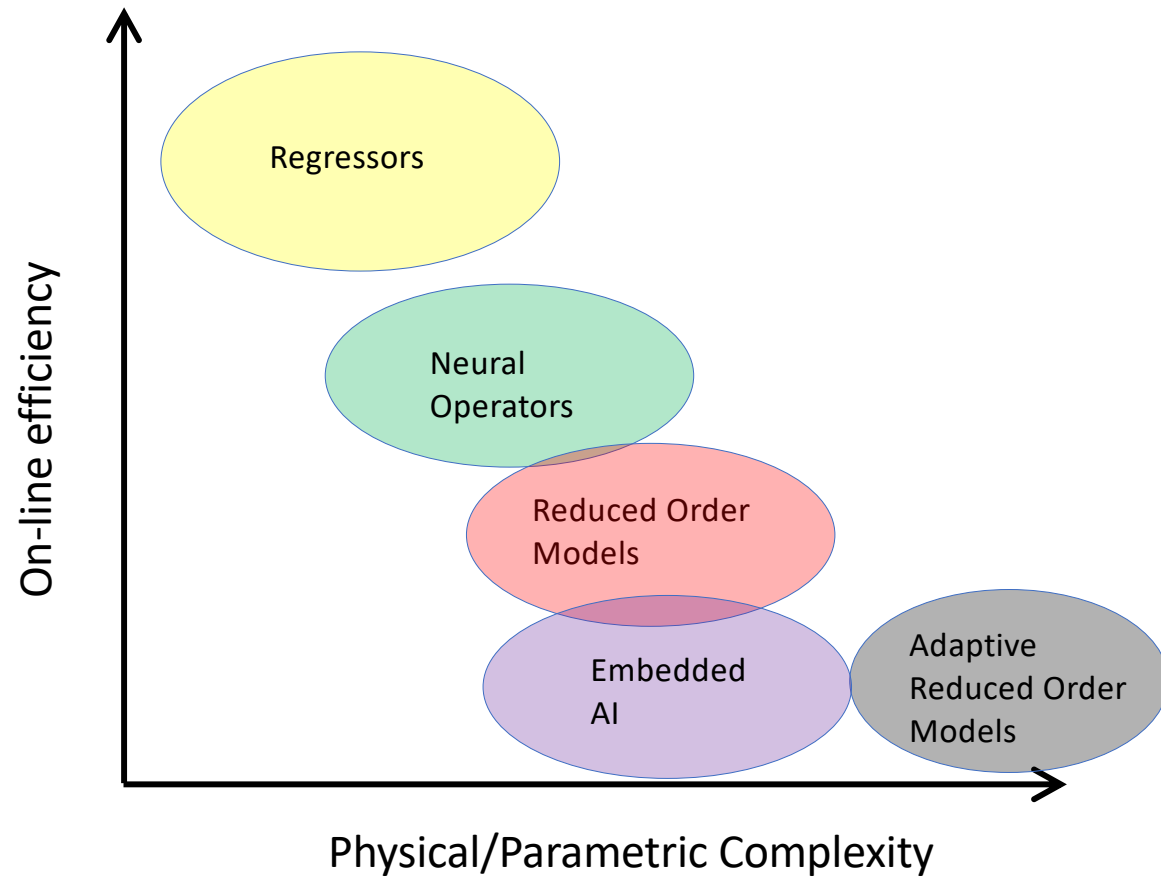 Regressors
Neural
Operators
Reduced Order
Models
Embedded
AI
Adaptive
Reduced Order
Models
On-line efficiency
Physical/Parametric Complexity